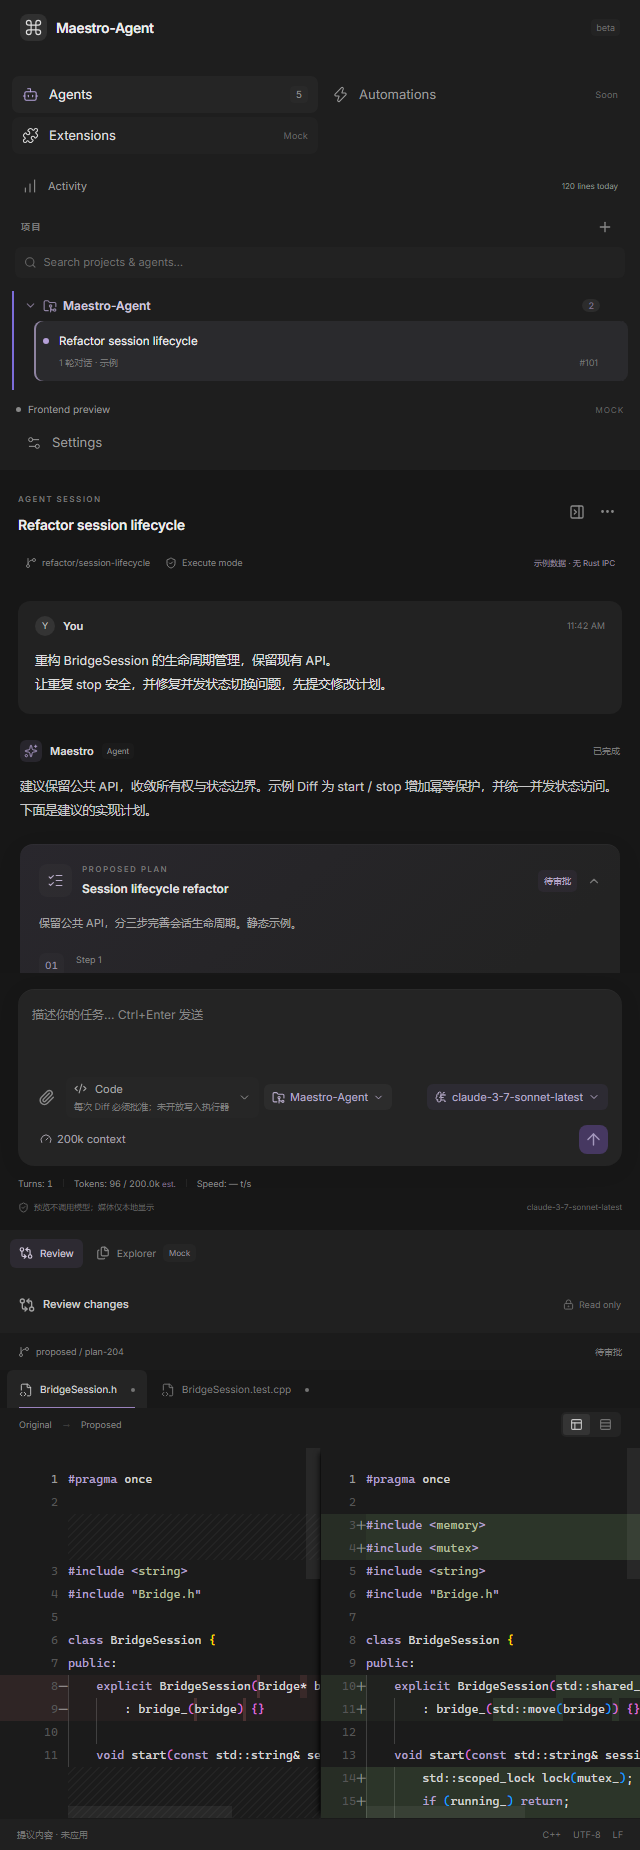 Maestro-Agent
beta
Agents
5
Automations
Soon
Extensions
Mock
Activity
120 lines today
项目
Search projects & agents...
Maestro-Agent
2
Refactor session lifecycle
1 轮对话 · 示例
#101
Frontend preview
MOCK
Settings
AGENT SESSION
Refactor session lifecycle
refactor/session-lifecycle
Execute mode
示例数据 · 无 Rust IPC
Y
You
11:42 AM
重构 BridgeSession 的生命周期管理，保留现有 API。
让重复 stop 安全，并修复并发状态切换问题，先提交修改计划。
Maestro
Agent
已完成
建议保留公共 API，收敛所有权与状态边界。示例 Diff 为 start / stop 增加幂等保护，并统一并发状态访问。
下面是建议的实现计划。
PROPOSED PLAN
Session lifecycle refactor
待审批
保留公共 API，分三步完善会话生命周期。静态示例。
01
Step 1
描述你的任务... Ctrl+Enter 发送
Code
每次 Diff 必须批准；未开放写入执行器
Maestro-Agent
claude-3-7-sonnet-latest
200k context
Turns: 1
Tokens: 96 / 200.0k est.
Speed: — t/s
预览不调用模型；媒体仅本地显示
claude-3-7-sonnet-latest
Review
Explorer
Mock
Review changes
Read only
proposed / plan-204
待审批
BridgeSession.h
BridgeSession.test.cpp
Original → Proposed
1 #pragma once
2
3 #include <string>
4 #include "Bridge.h"
5
6 class BridgeSession {
7 public:
8— explicit BridgeSession(Bridge* b
9— : bridge_(bridge) {}
10
11 void start(const std::string& se
1 #pragma once
2
3+ #include <memory>
4+ #include <mutex>
5 #include <string>
6 #include "Bridge.h"
7
8 class BridgeSession {
9 public:
10+ explicit BridgeSession(std::shared_
11+ : bridge_(std::move(bridge)) {}
12
13 void start(const std::string& sessi
14+ std::scoped_lock lock(mutex_);
15+ if (running_) return;
提议内容 · 未应用
C++
UTF-8
LF